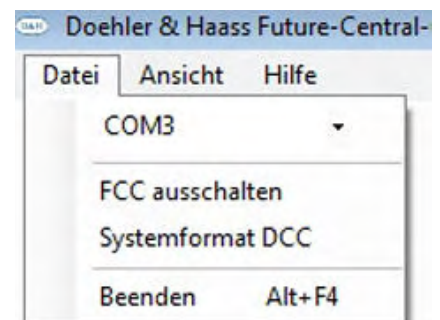 D&H Doehler & Haass Future-Central-
Datei Ansicht Hilfe
COM3
FCC ausschalten
Systemformat DCC
Beenden Alt+F4